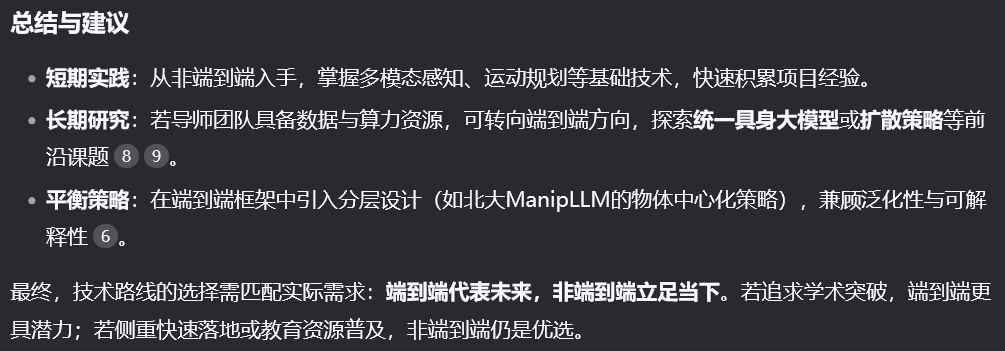 总结与建议
• 短期实践：从非端到端入手，掌握多模态感知、运动规划等基础技术，快速积累项目经验。
• 长期研究：若导师团队具备数据与算力资源，可转向端到端方向，探索统一具身大模型或扩散策略等前
沿课题 8 9 。
• 平衡策略：在端到端框架中引入分层设计（如北大ManipLLM的物体中心化策略），兼顾泛化性与可解
释性 6 。
最终，技术路线的选择需匹配实际需求：端到端代表未来，非端到端立足当下。若追求学术突破，端到端更
具潜力；若侧重快速落地或教育资源普及，非端到端仍是优选。